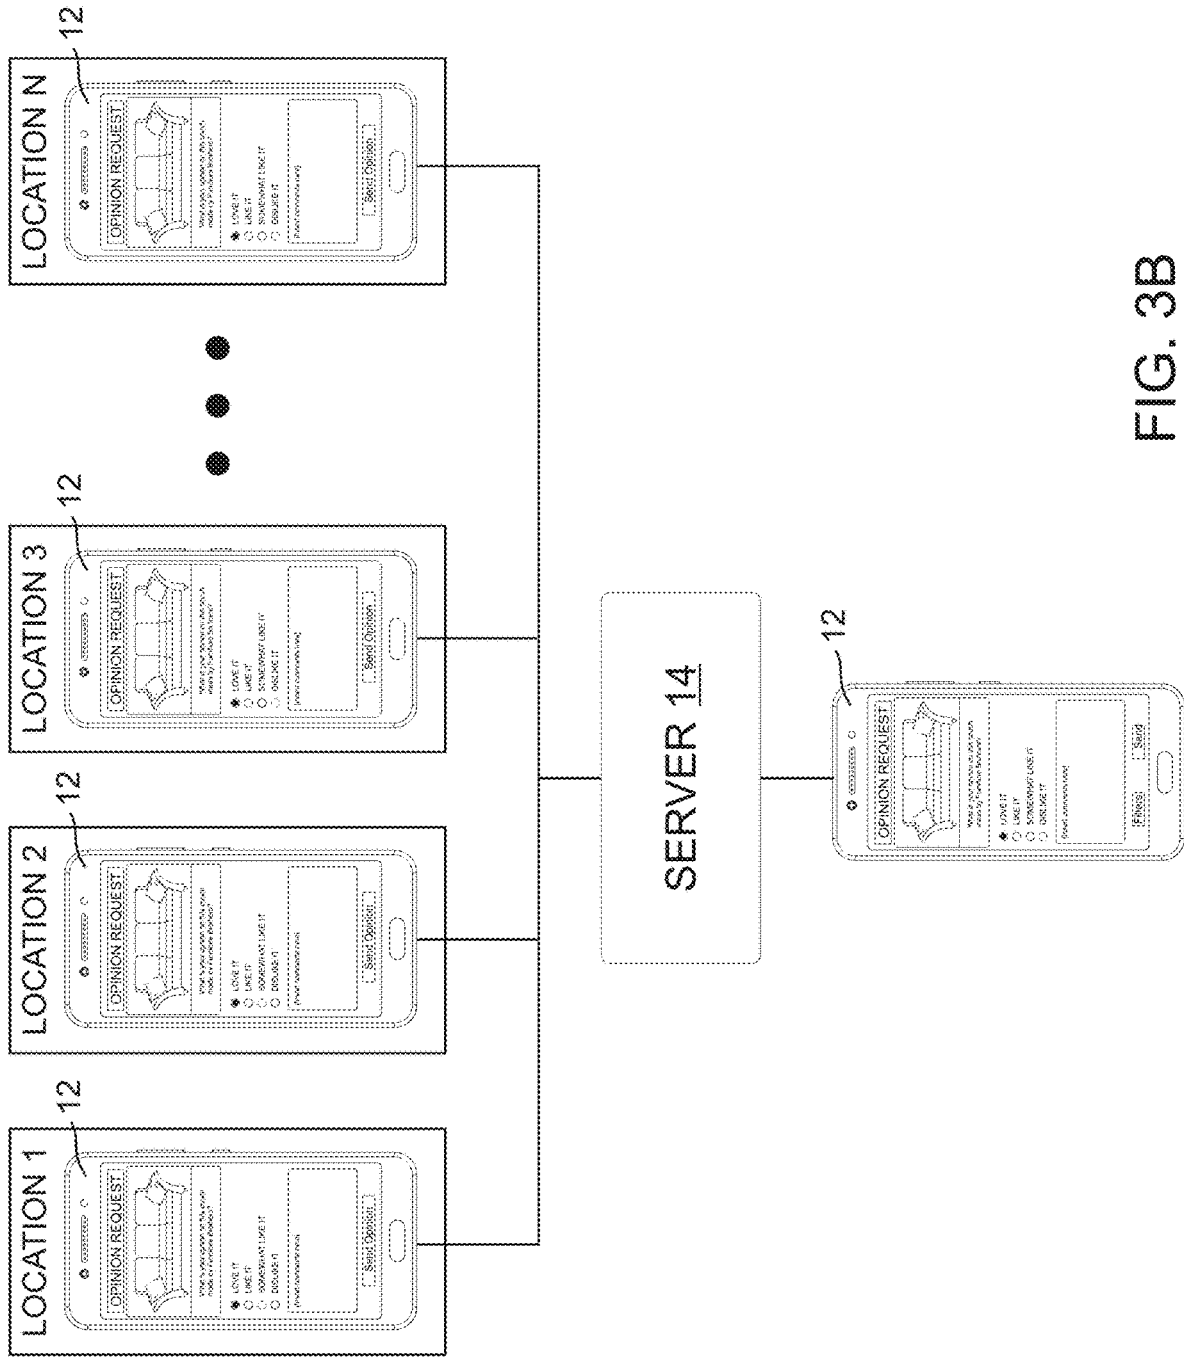 LOCATION 1
12
OPINION REQUEST
LOVE IT
LIKE IT
SOMEWHAT LIKE IT
DISLIKE IT
Send Opinion
LOCATION 2
12
OPINION REQUEST
LOVE IT
LIKE IT
SOMEWHAT LIKE IT
DISLIKE IT
Send Opinion
LOCATION 3
12
OPINION REQUEST
LOVE IT
LIKE IT
SOMEWHAT LIKE IT
DISLIKE IT
Send Opinion
LOCATION N
12
OPINION REQUEST
LOVE IT
LIKE IT
SOMEWHAT LIKE IT
DISLIKE IT
Send Opinion
SERVER 14
12
OPINION REQUEST
LOVE IT
LIKE IT
SOMEWHAT LIKE IT
DISLIKE IT
Filters Send
FIG. 3B